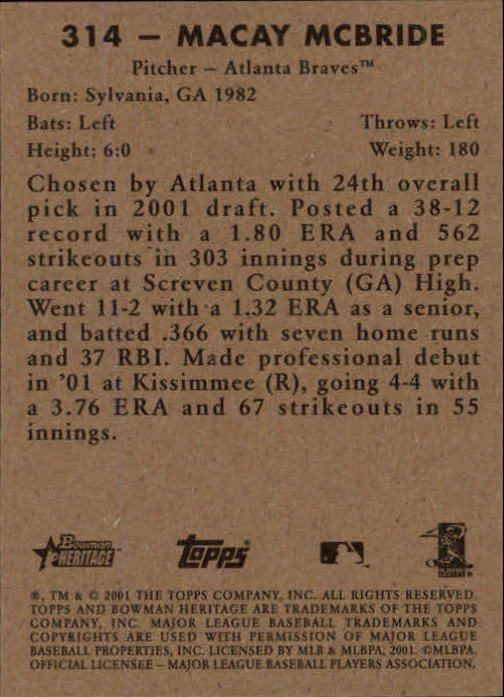 314 – MACAY MCBRIDE
Pitcher – Atlanta Braves™
Born: Sylvania, GA 1982
Bats: Left Throws: Left
Height: 6:0 Weight: 180
Chosen by Atlanta with 24th overall
pick in 2001 draft. Posted a 38-12
record with a 1.80 ERA and 562
strikeouts in 303 innings during prep
career at Screven County (GA) High.
Went 11-2 with a 1.32 ERA as a senior,
and batted .366 with seven home runs
and 37 RBI. Made professional debut
in '01 at Kissimmee (R), going 4-4 with
a 3.76 ERA and 67 strikeouts in 55
innings.
Bowman
HERITAGE
Topps
®, TM & © 2001 THE TOPPS COMPANY, INC. ALL RIGHTS RESERVED.
TOPPS AND BOWMAN HERITAGE ARE TRADEMARKS OF THE TOPPS
COMPANY, INC. MAJOR LEAGUE BASEBALL TRADEMARKS AND
COPYRIGHTS ARE USED WITH PERMISSION OF MAJOR LEAGUE
BASEBALL PROPERTIES, INC. LICENSED BY MLB & MLBPA, 2001. ©MLBPA.
OFFICIAL LICENSEE – MAJOR LEAGUE BASEBALL PLAYERS ASSOCIATION.